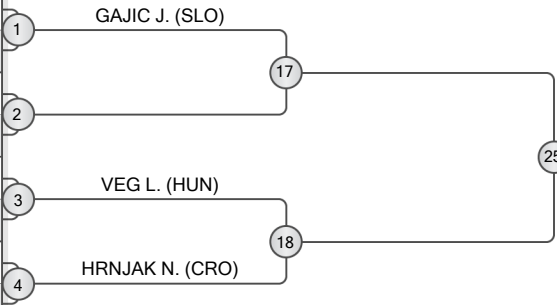 GAJIC J. (SLO)
1
17
2
25
VEG L. (HUN)
3
18
HRNJAK N. (CRO)
4